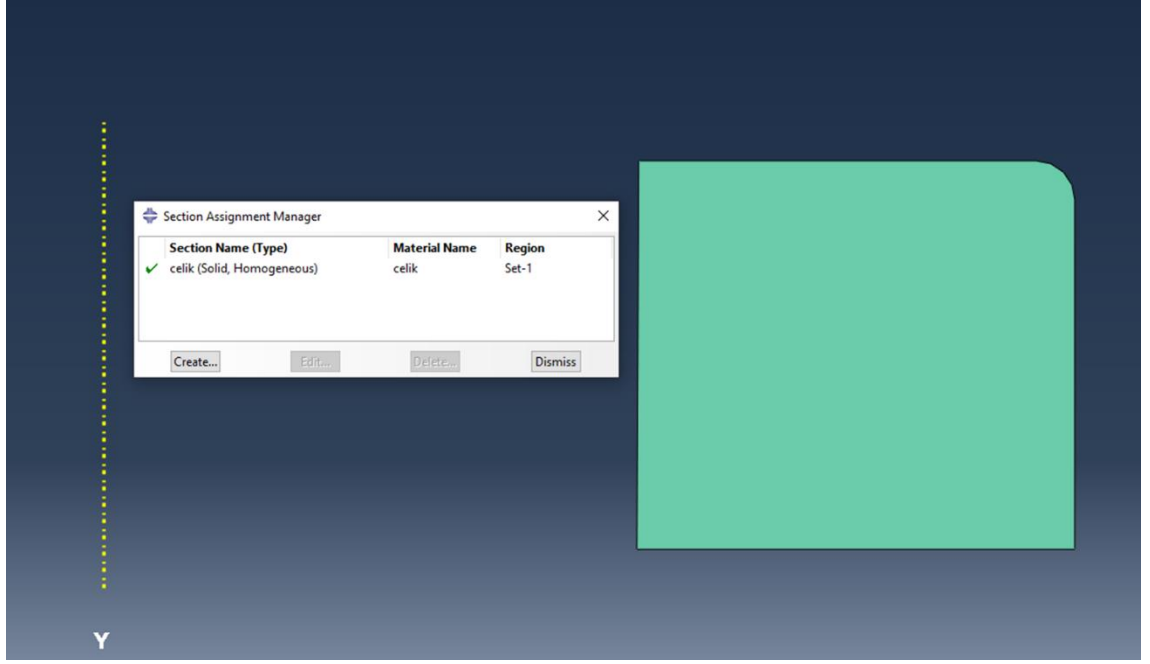 Section Assignment Manager
Section Name (Type) Material Name Region
celik (Solid, Homogeneous) celik Set-1
Create... Edit... Delete... Dismiss
Y